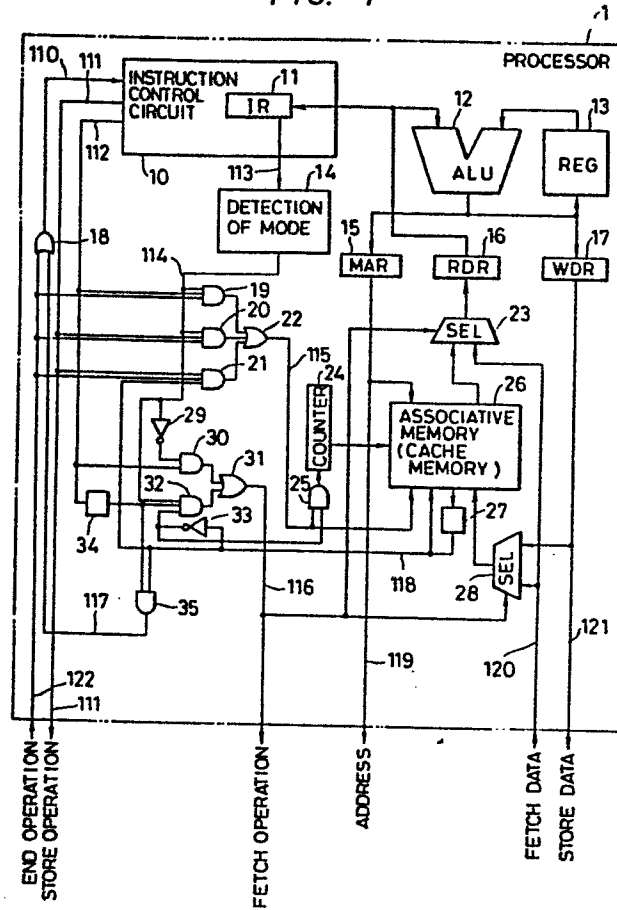 FIG. 1
1
PROCESSOR
110
111
112
INSTRUCTION
CONTROL
CIRCUIT
11
IR
10
113
12
ALU
13
REG
14
DETECTION
OF MODE
15
MAR
16
RDR
17
WDR
18
114
19
20
21
22
115
23
SEL
24
COUNTER
25
26
ASSOCIATIVE
MEMORY
(CACHE
MEMORY)
27
28
SEL
29
30
31
32
33
34
35
116
117
118
119
120
121
122
111
END OPERATION
STORE OPERATION
FETCH OPERATION
ADDRESS
FETCH DATA
STORE DATA